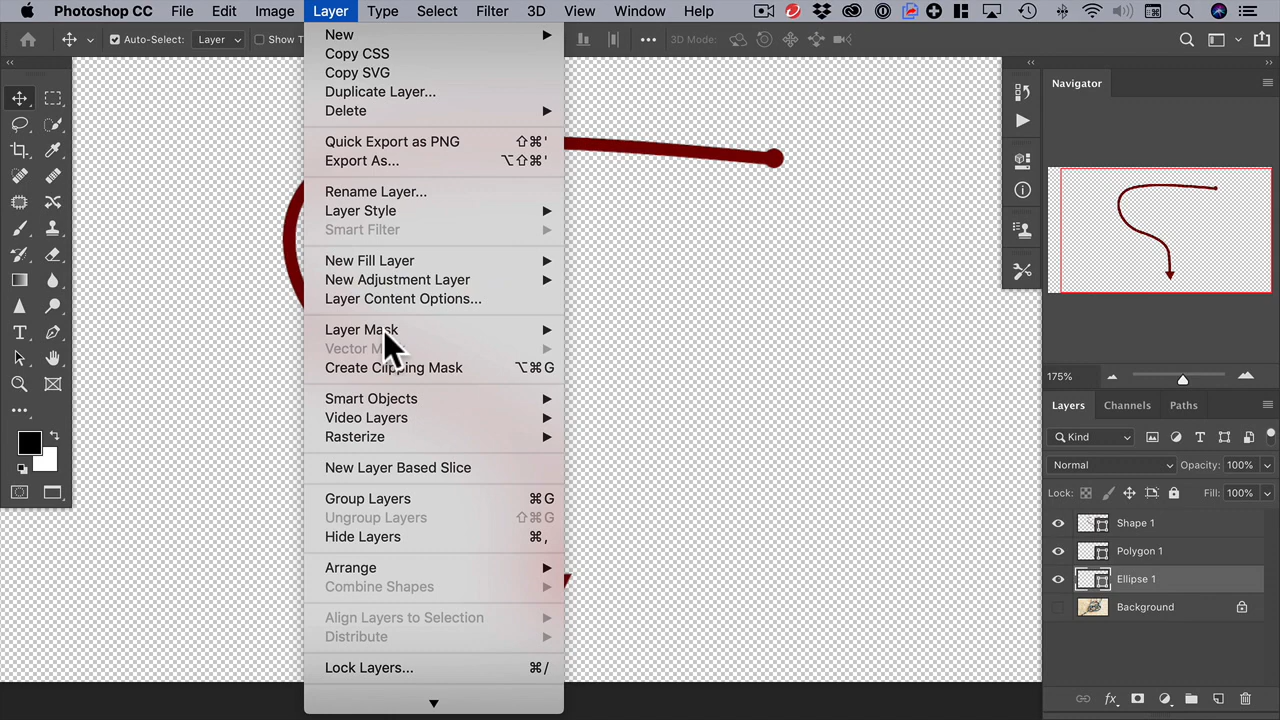 Photoshop CC File Edit Image Layer Type Select Filter 3D View Window Help
Auto-Select: Layer Show T 3D Mode:
New
Copy CSS
Copy SVG
Duplicate Layer...
Delete
Quick Export as PNG ⇧⌘'
Export As... ⌥⇧⌘'
Rename Layer...
Layer Style
Smart Filter
New Fill Layer
New Adjustment Layer
Layer Content Options...
Layer Mask
Vector M
Create Clipping Mask ⌥⌘G
Smart Objects
Video Layers
Rasterize
New Layer Based Slice
Group Layers ⌘G
Ungroup Layers ⇧⌘G
Hide Layers ⌘,
Arrange
Combine Shapes
Align Layers to Selection
Distribute
Lock Layers... ⌘/
Navigator
175%
Layers Channels Paths
Kind
Normal Opacity: 100%
Lock: Fill: 100%
Shape 1
Polygon 1
Ellipse 1
Background